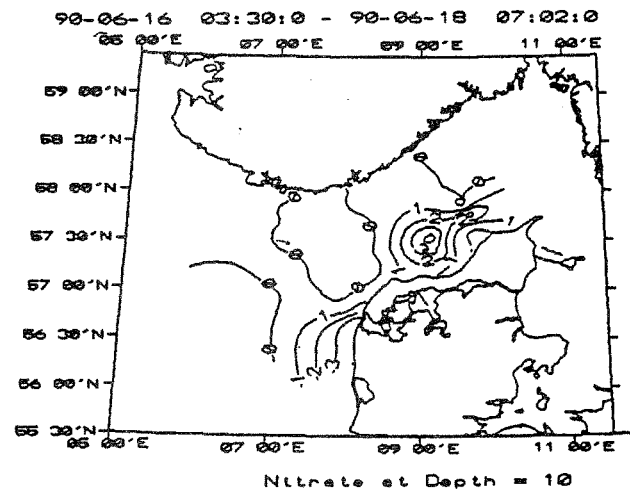 90-06-16 03:30:0 - 90-06-18 07:02:0
05 00'E 07 00'E 09 00'E 11 00'E
59 00'N
58 30'N
58 00'N
57 30'N
57 00'N
56 30'N
56 00'N
55 30'N
05 00'E 07 00'E 09 00'E 11 00'E
Nitrate at Depth = 10